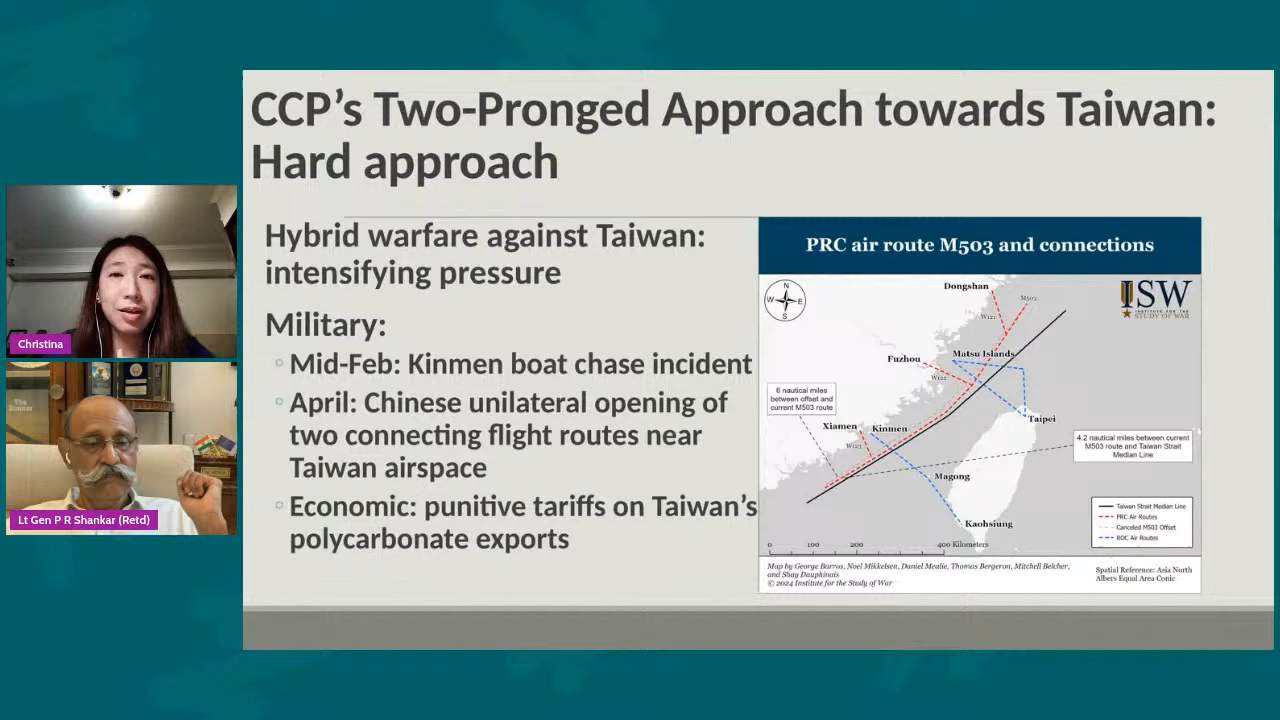 CCP’s Two-Pronged Approach towards Taiwan:
Hard approach
Hybrid warfare against Taiwan:
intensifying pressure
Military:
Mid-Feb: Kinmen boat chase incident
April: Chinese unilateral opening of
two connecting flight routes near
Taiwan airspace
Economic: punitive tariffs on Taiwan’s
polycarbonate exports
PRC air route M503 and connections
N
W E
S
ISW
INSTITUTE FOR THE
STUDY OF WAR
Dongshan
M503
W121
Matsu Islands
Fuzhou
W122
6 nautical miles
between offset and
current M503 route
Xiamen
Kinmen
W123
Taipei
4.2 nautical miles between current
M503 route and Taiwan Strait
Median Line
Magong
Kaohsiung
Taiwan Strait Median Line
PRC Air Routes
Canceled M503 Offset
ROC Air Routes
0 100 200 400 Kilometers
Map by George Barros, Noel Mikkelsen, Daniel Mealie, Thomas Bergeron, Mitchell Belcher,
and Shay Dauphinais
© 2024 Institute for the Study of War
Spatial Reference: Asia North
Albers Equal Area Conic
Christina
Lt Gen P R Shankar (Retd)